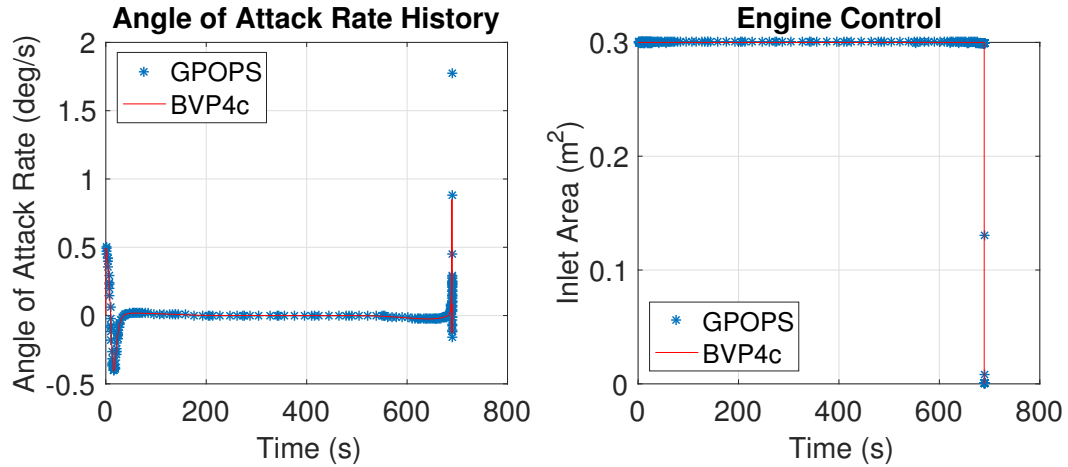 Angle of Attack Rate History
Angle of Attack Rate (deg/s)
2
1.5
1
0.5
0
-0.5
GPOPS
BVP4c
0
200
400
600
800
Time (s)
Engine Control
Inlet Area (m²)
0.3
0.2
0.1
0
GPOPS
BVP4c
0
200
400
600
800
Time (s)